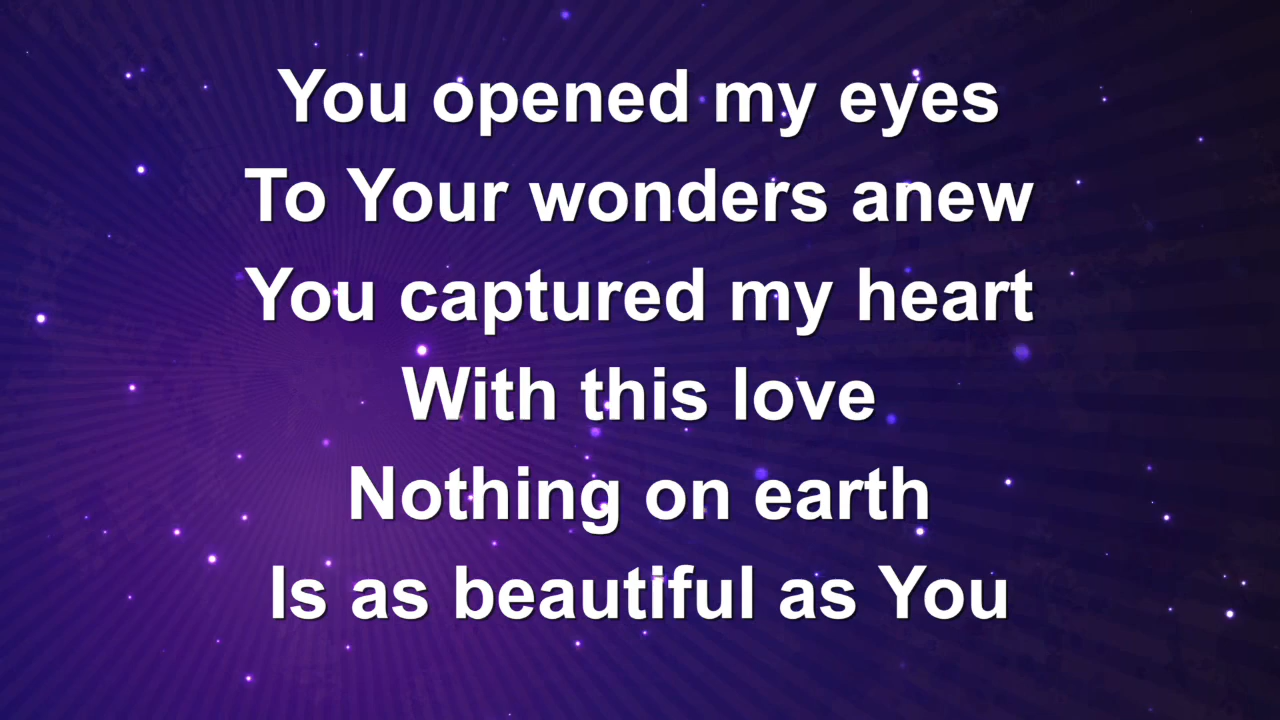 You opened my eyes
To Your wonders anew
You captured my heart
With this love
Nothing on earth
Is as beautiful as You